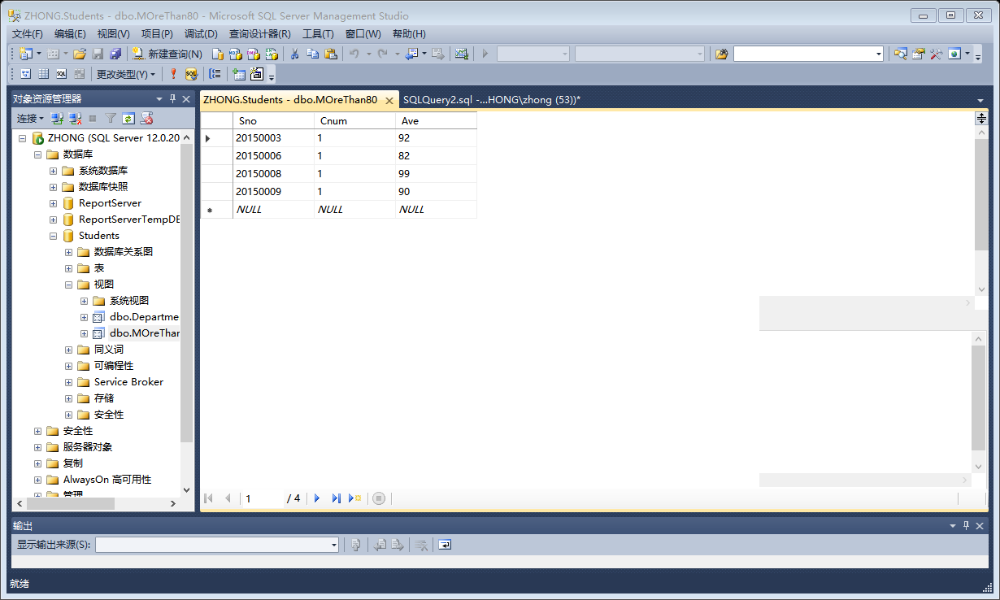 ZHONG.Students - dbo.MOreThan80 - Microsoft SQL Server Management Studio
文件(F) 编辑(E) 视图(V) 项目(P) 调试(D) 查询设计器(R) 工具(T) 窗口(W) 帮助(H)
新建查询(N)
更改类型(Y)
对象资源管理器
连接
ZHONG (SQL Server 12.0.20
数据库
系统数据库
数据库快照
ReportServer
ReportServerTempDB
Students
数据库关系图
表
视图
系统视图
dbo.Departme
dbo.MOreThan
同义词
可编程性
Service Broker
存储
安全性
安全性
服务器对象
复制
AlwaysOn 高可用性
管理
ZHONG.Students - dbo.MOreThan80 SQLQuery2.sql -...HONG\zhong (53))*
Sno Cnum Ave
20150003 1 92
20150006 1 82
20150008 1 99
20150009 1 90
NULL NULL NULL
1 / 4
输出
显示输出来源(S):
就绪